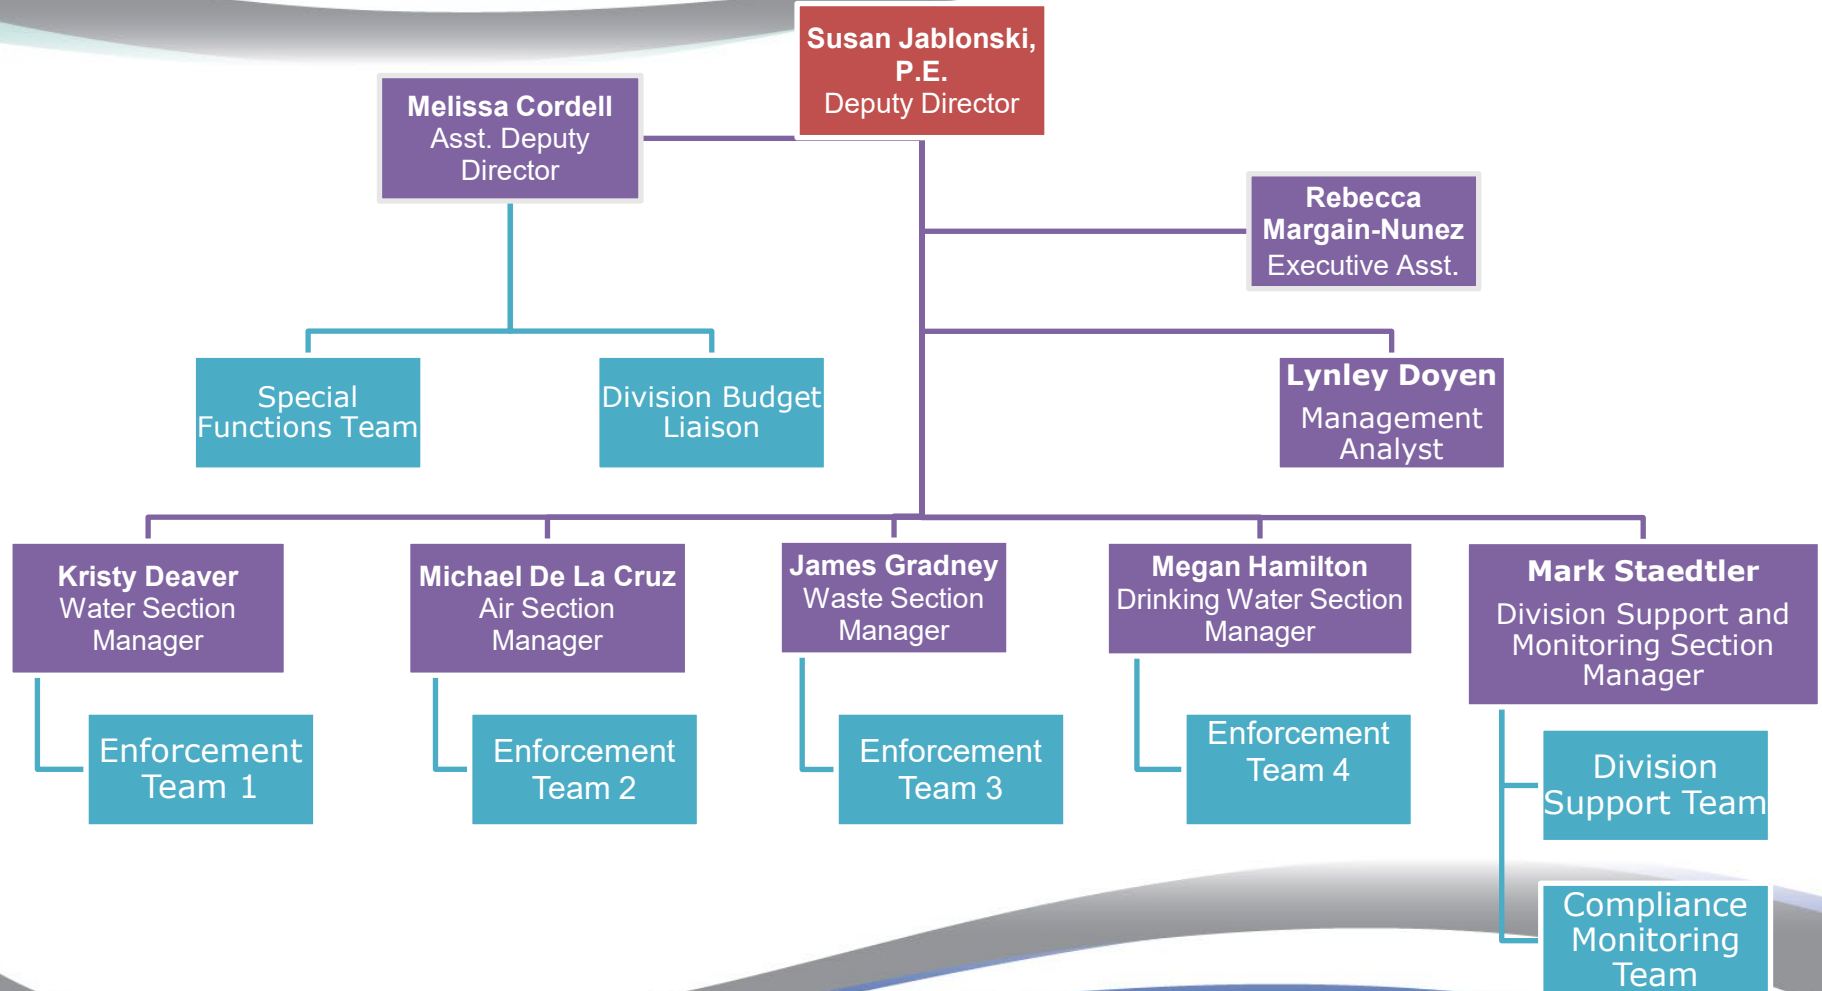 Susan Jablonski,
P.E.
Deputy Director
Melissa Cordell
Asst. Deputy
Director
Rebecca
Margain-Nunez
Executive Asst.
Special
Functions Team
Division Budget
Liaison
Lynley Doyen
Management
Analyst
Kristy Deaver
Water Section
Manager
Michael De La Cruz
Air Section
Manager
James Gradney
Waste Section
Manager
Megan Hamilton
Drinking Water Section
Manager
Mark Staedtler
Division Support and
Monitoring Section
Manager
Enforcement
Team 1
Enforcement
Team 2
Enforcement
Team 3
Enforcement
Team 4
Division
Support Team
Compliance
Monitoring
Team